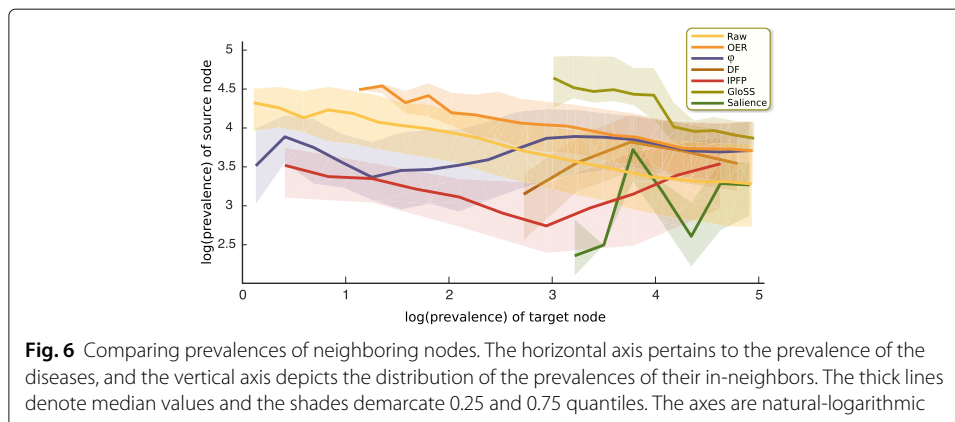 Raw
OER
φ
DF
IPFP
GloSS
Salience
log(prevalence) of source node
5
4.5
4
3.5
3
2.5
0 1 2 3 4 5
log(prevalence) of target node
Fig. 6 Comparing prevalences of neighboring nodes. The horizontal axis pertains to the prevalence of the
diseases, and the vertical axis depicts the distribution of the prevalences of their in-neighbors. The thick lines
denote median values and the shades demarcate 0.25 and 0.75 quantiles. The axes are natural-logarithmic